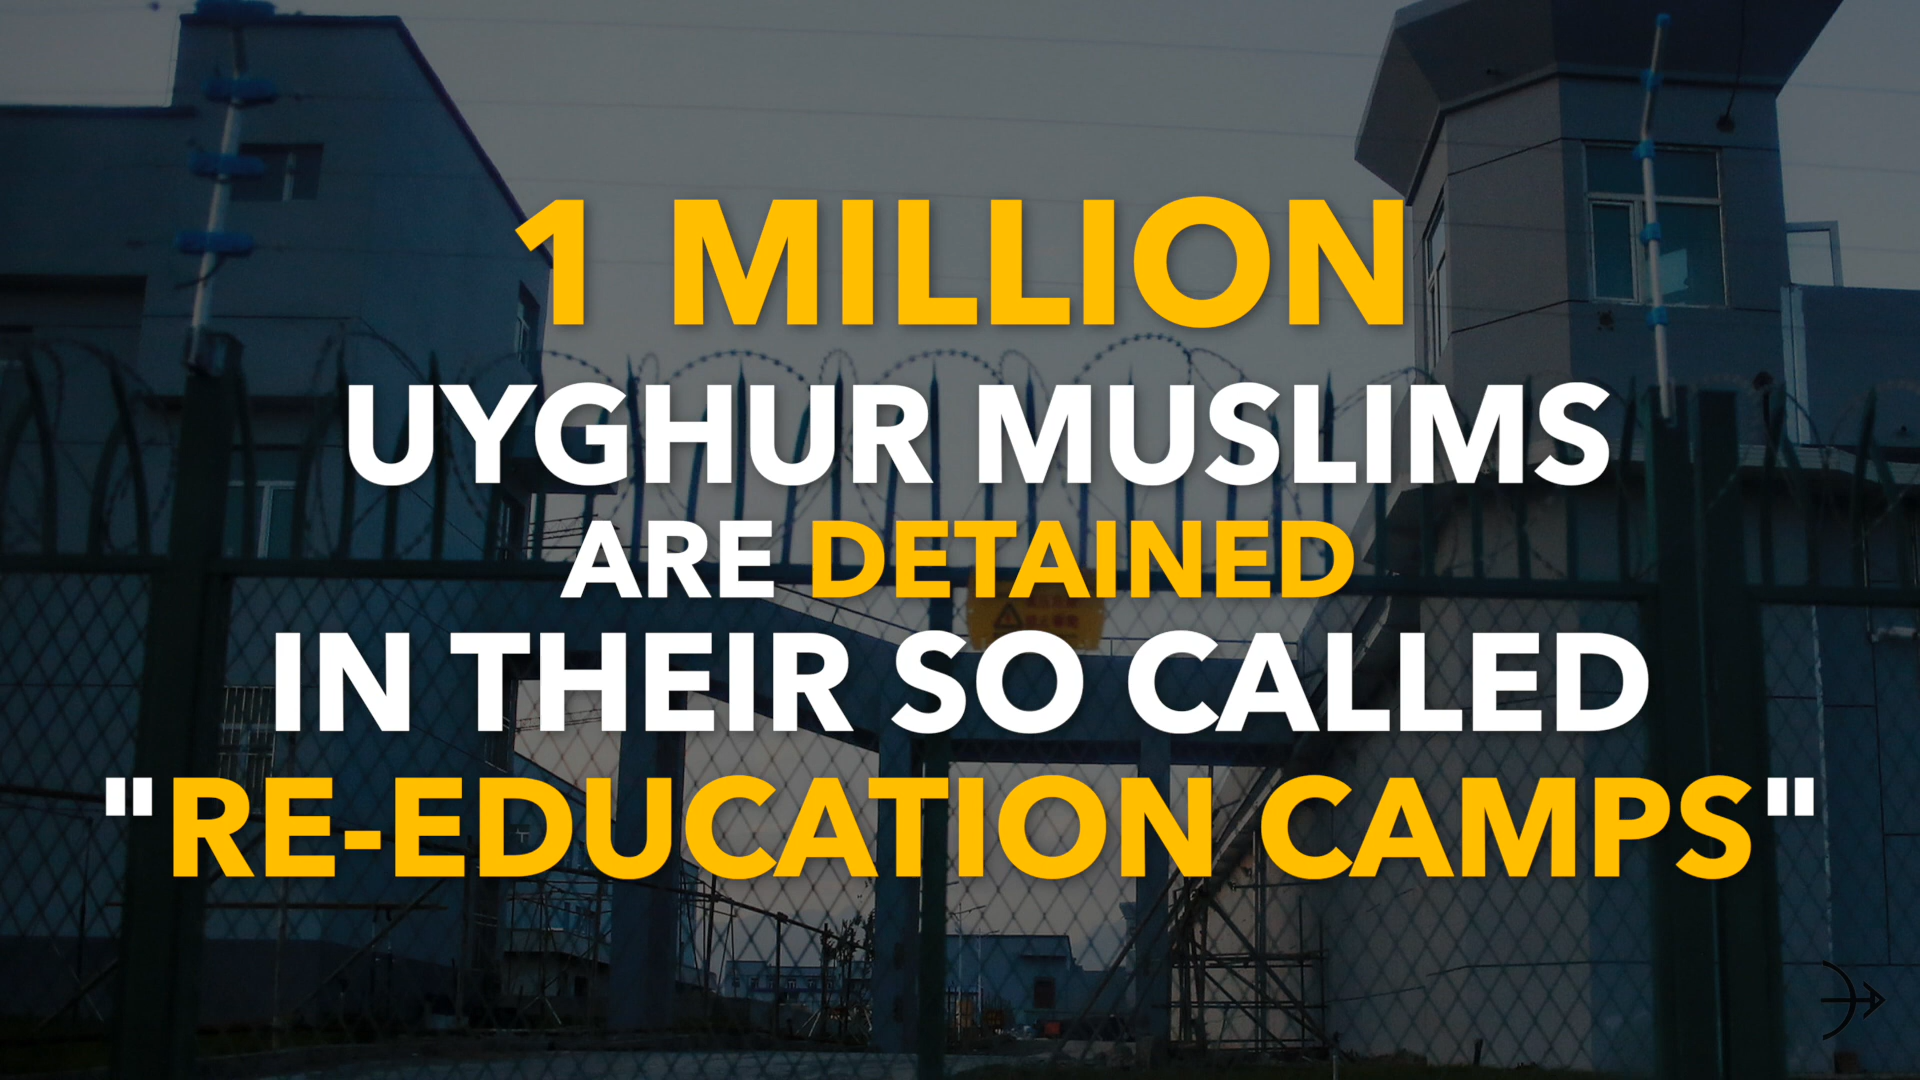 1 MILLION
UYGHUR MUSLIMS
ARE DETAINED
IN THEIR SO CALLED
"RE-EDUCATION CAMPS"